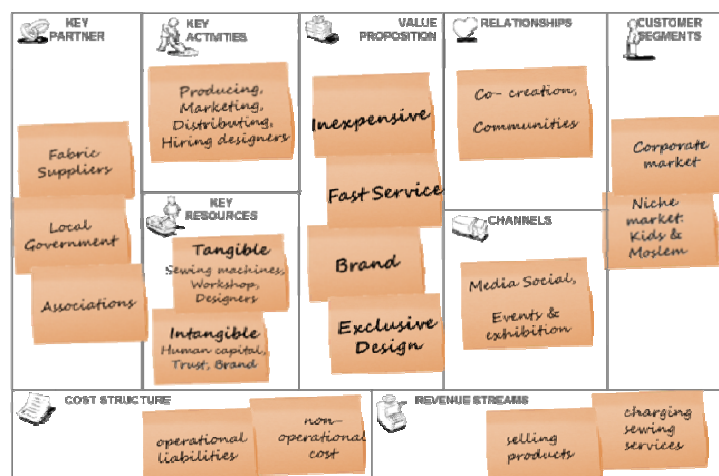 KEY
PARTNER
Fabric
Suppliers
Local
Government
Associations
KEY
ACTIVITIES
Producing,
Marketing,
Distributing,
Hiring designers
KEY
RESOURCES
Tangible
Sewing machines,
Workshop,
Designers
Intangible
Human capital,
Trust, Brand
VALUE
PROPOSITION
Inexpensive
Fast Service
Brand
Exclusive
Design
RELATIONSHIPS
Co- creation,
Communities
CHANNELS
Media Social,
Events &
exhibition
CUSTOMER
SEGMENTS
Corporate
market
Niche
market:
Kids &
Moslem
COST STRUCTURE
operational
liabilities
non-
operational
cost
REVENUE STREAMS
selling
products
charging
sewing
services